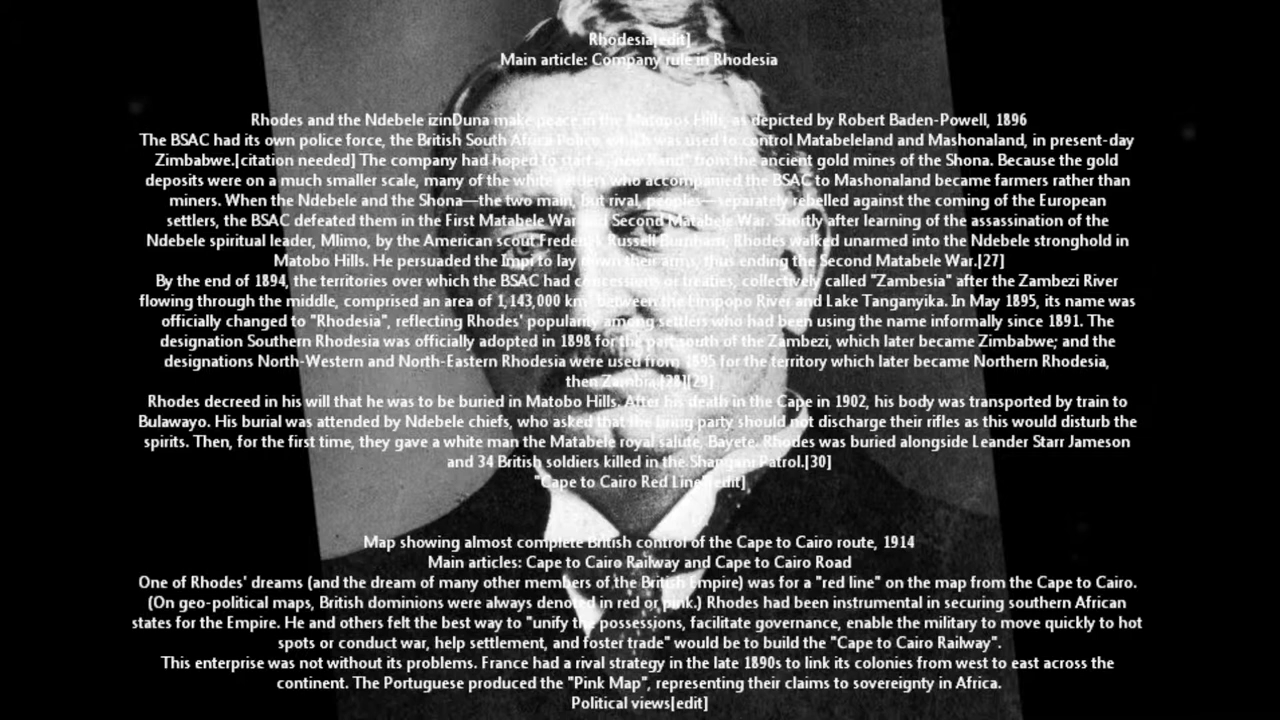 Rhodesia[edit]
Main article: Company rule in Rhodesia
Rhodes and the Ndebele izinDuna make peace in the Matopos Hills, as depicted by Robert Baden-Powell, 1896
The BSAC had its own police force, the British South Africa Police, which was used to control Matabeleland and Mashonaland, in present-day
Zimbabwe.[citation needed] The company had hoped to start a "new Rand" from the ancient gold mines of the Shona. Because the gold
deposits were on a much smaller scale, many of the white settlers who accompanied the BSAC to Mashonaland became farmers rather than
miners. When the Ndebele and the Shona—the two main, but rival, peoples—separately rebelled against the coming of the European
settlers, the BSAC defeated them in the First Matabele War and Second Matabele War. Shortly after learning of the assassination of the
Ndebele spiritual leader, Mlimo, by the American scout Frederick Russell Burnham, Rhodes walked unarmed into the Ndebele stronghold in
Matobo Hills. He persuaded the Impi to lay down their arms, thus ending the Second Matabele War.[27]
By the end of 1894, the territories over which the BSAC had concessions or treaties, collectively called "Zambesia" after the Zambezi River
flowing through the middle, comprised an area of 1,143,000 km² between the Limpopo River and Lake Tanganyika. In May 1895, its name was
officially changed to "Rhodesia", reflecting Rhodes' popularity among settlers who had been using the name informally since 1891. The
designation Southern Rhodesia was officially adopted in 1898 for the part south of the Zambezi, which later became Zimbabwe; and the
designations North-Western and North-Eastern Rhodesia were used from 1895 for the territory which later became Northern Rhodesia,
then Zambia.[28][29]
Rhodes decreed in his will that he was to be buried in Matobo Hills. After his death in the Cape in 1902, his body was transported by train to
Bulawayo. His burial was attended by Ndebele chiefs, who asked that the firing party should not discharge their rifles as this would disturb the
spirits. Then, for the first time, they gave a white man the Matabele royal salute, Bayete. Rhodes was buried alongside Leander Starr Jameson
and 34 British soldiers killed in the Shangani Patrol.[30]
"Cape to Cairo Red Line"[edit]
Map showing almost complete British control of the Cape to Cairo route, 1914
Main articles: Cape to Cairo Railway and Cape to Cairo Road
One of Rhodes' dreams (and the dream of many other members of the British Empire) was for a "red line" on the map from the Cape to Cairo.
(On geo-political maps, British dominions were always denoted in red or pink.) Rhodes had been instrumental in securing southern African
states for the Empire. He and others felt the best way to "unify the possessions, facilitate governance, enable the military to move quickly to hot
spots or conduct war, help settlement, and foster trade" would be to build the "Cape to Cairo Railway".
This enterprise was not without its problems. France had a rival strategy in the late 1890s to link its colonies from west to east across the
continent. The Portuguese produced the "Pink Map", representing their claims to sovereignty in Africa.
Political views[edit]